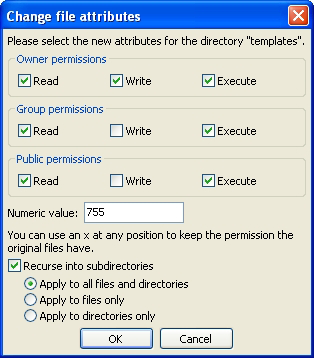 Change file attributes
Please select the new attributes for the directory "templates".
Owner permissions
Read Write Execute
Group permissions
Read Write Execute
Public permissions
Read Write Execute
Numeric value: 755
You can use an x at any position to keep the permission the
original files have.
Recurse into subdirectories
Apply to all files and directories
Apply to files only
Apply to directories only
OK Cancel